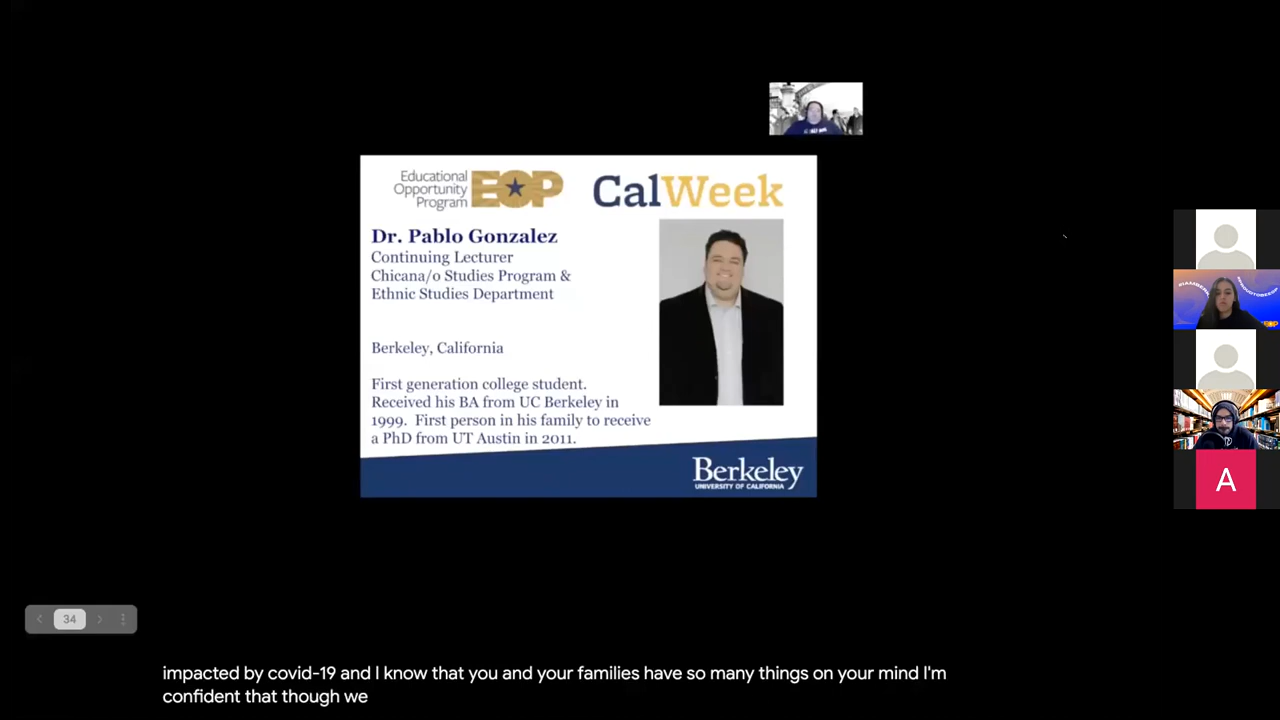 Educational
Opportunity
Program
EOP
CalWeek
Dr. Pablo Gonzalez
Continuing Lecturer
Chicana/o Studies Program &
Ethnic Studies Department
Berkeley, California
First generation college student.
Received his BA from UC Berkeley in
1999. First person in his family to receive
a PhD from UT Austin in 2011.
Berkeley
UNIVERSITY OF CALIFORNIA
A
34
impacted by covid-19 and I know that you and your families have so many things on your mind I'm
confident that though we